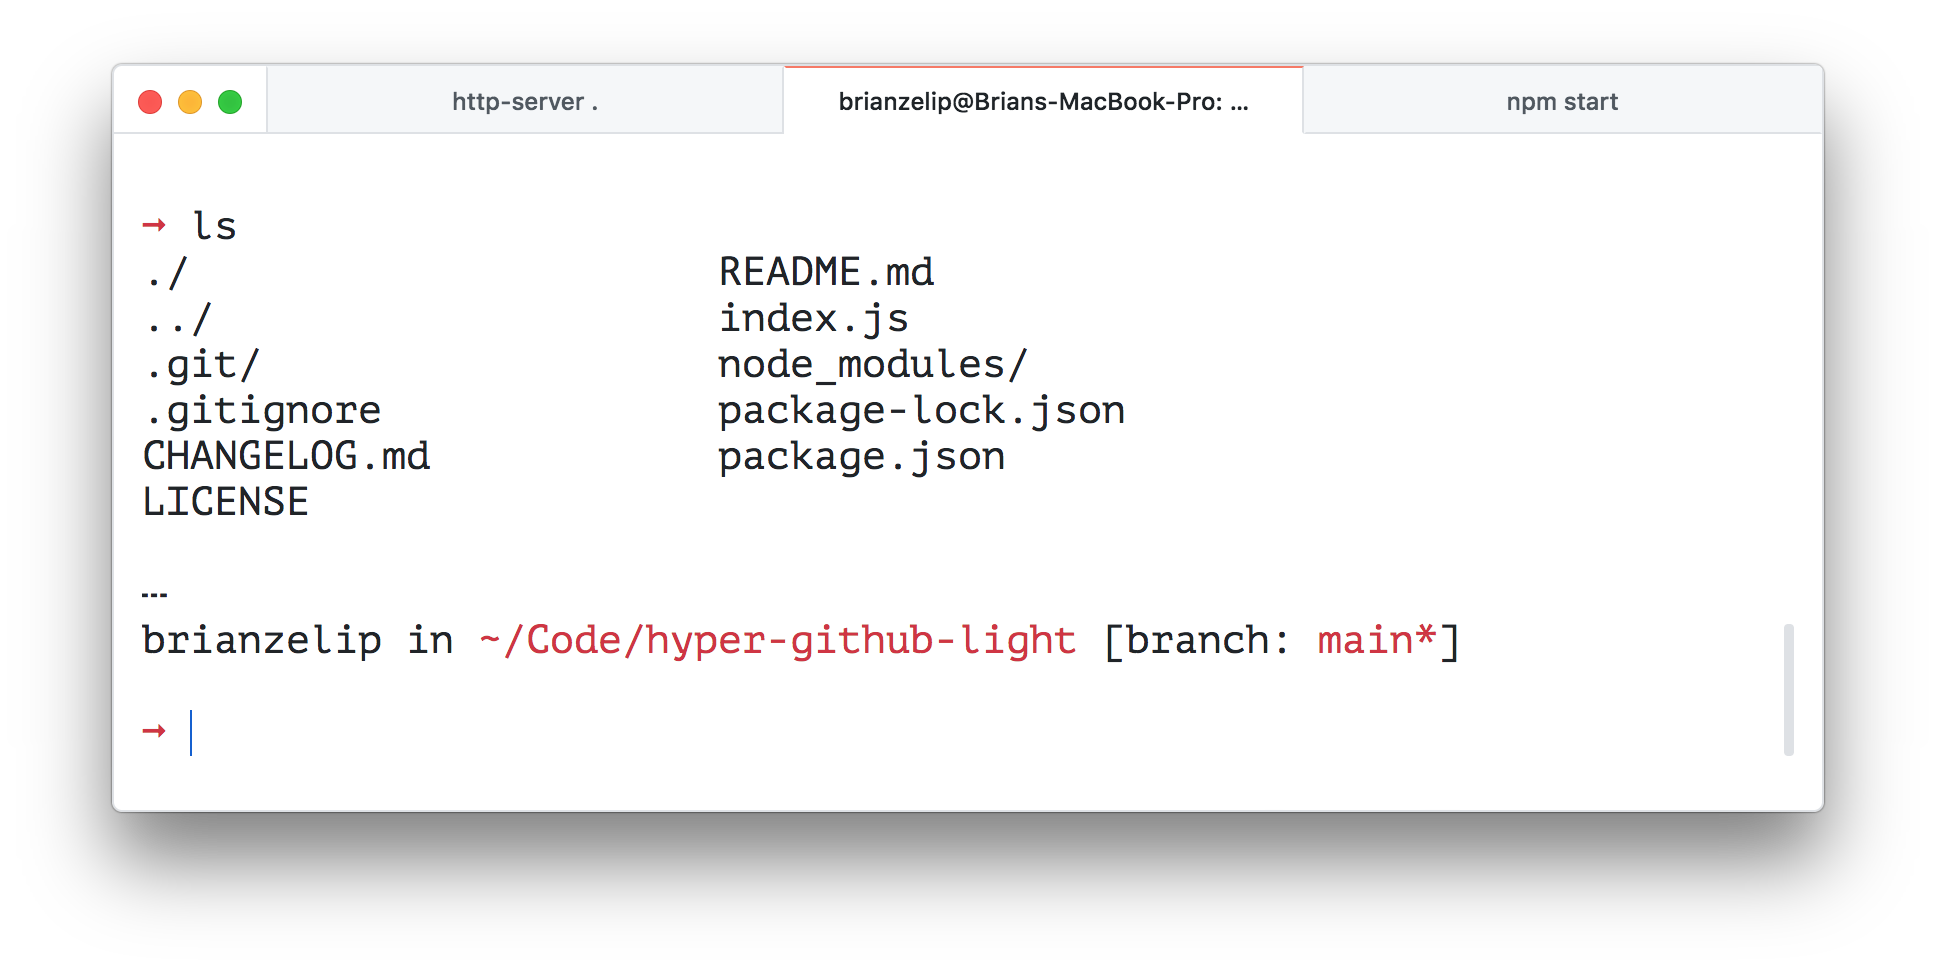 http-server . brianzelip@Brians-MacBook-Pro: ... npm start
→ ls
./ README.md
../ index.js
.git/ node_modules/
.gitignore package-lock.json
CHANGELOG.md package.json
LICENSE
---
brianzelip in ~/Code/hyper-github-light [branch: main*]
→